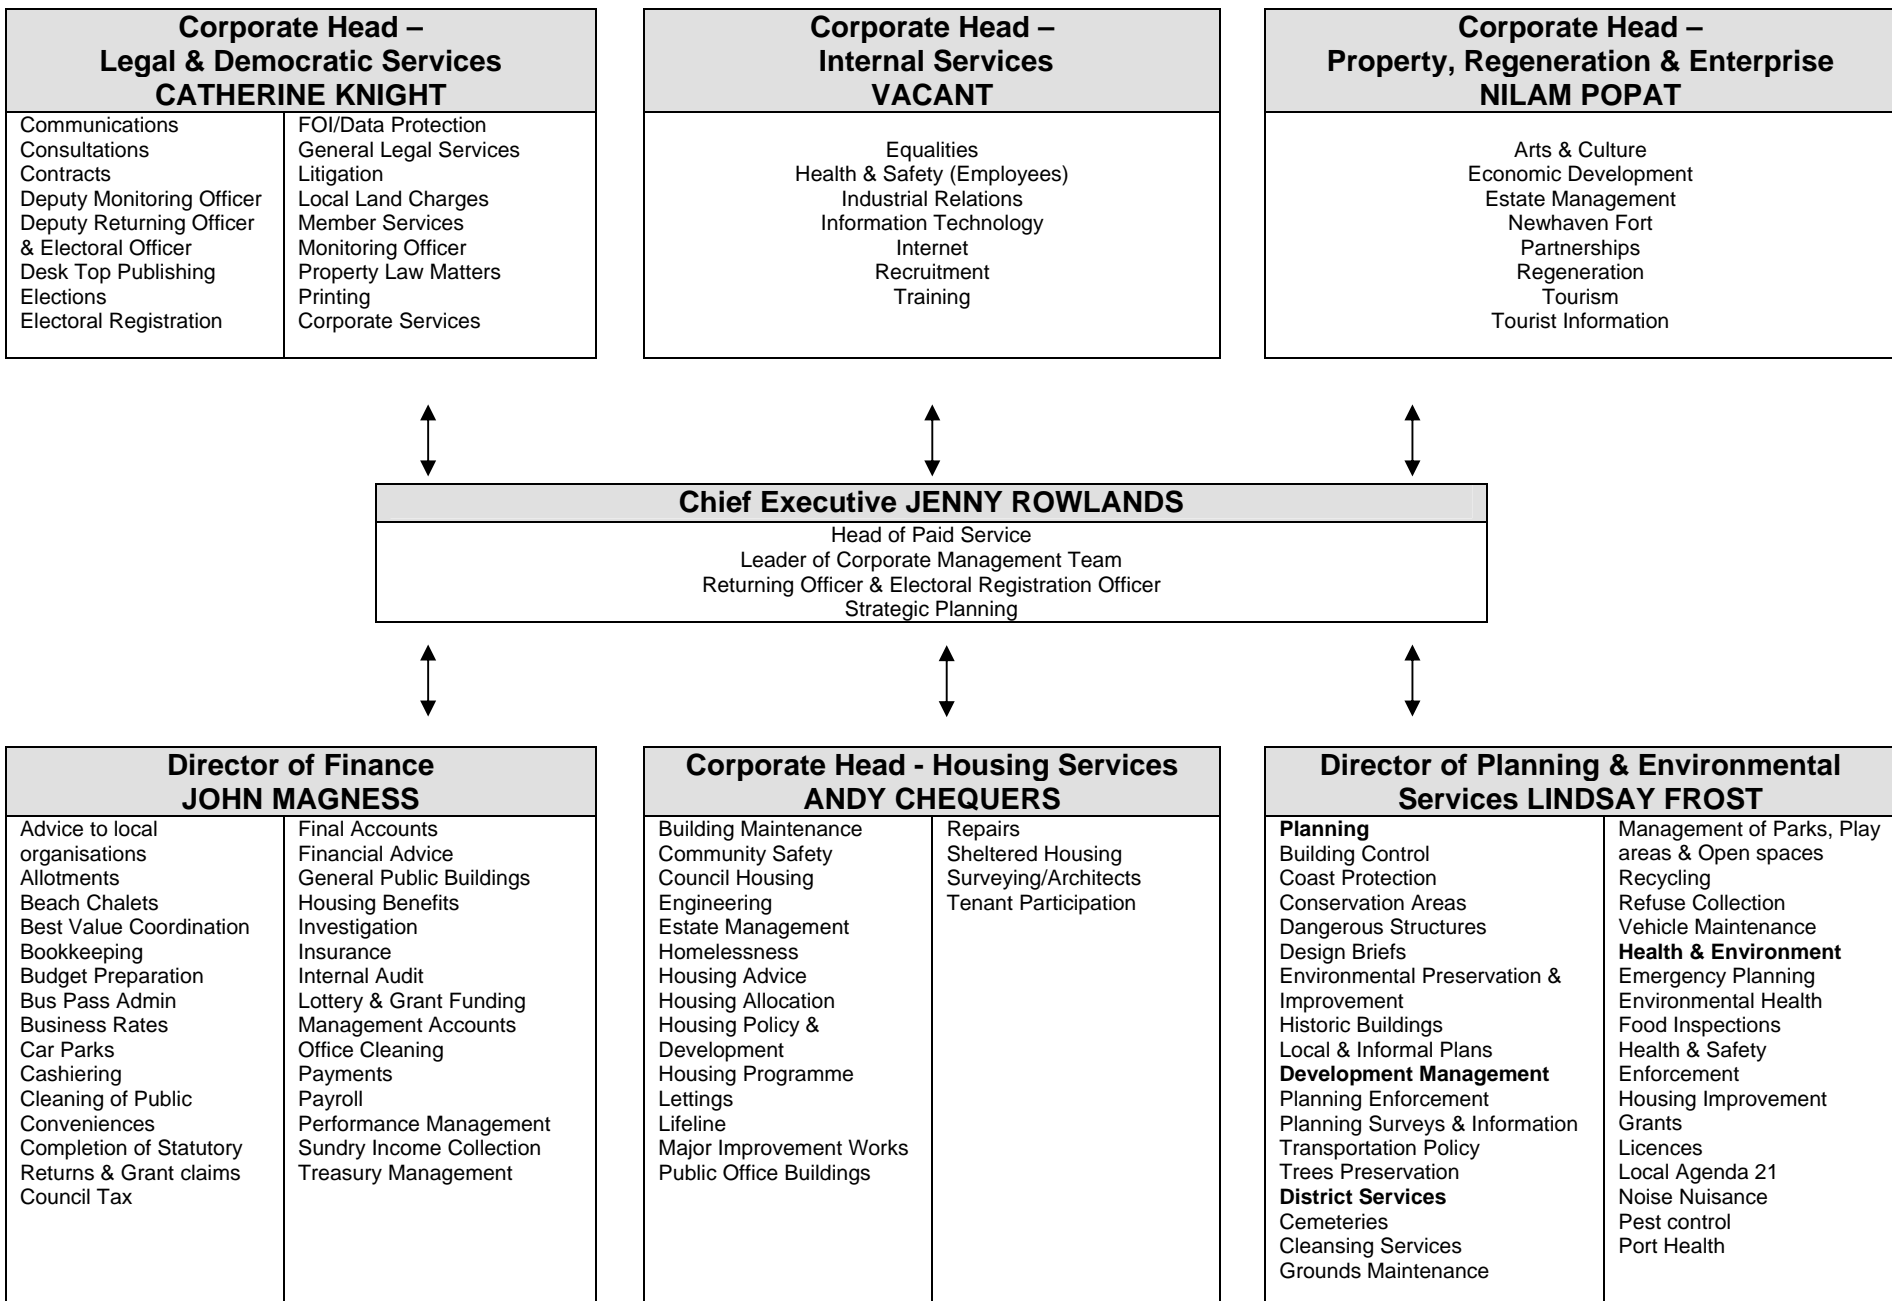 Corporate Head –
Legal & Democratic Services
CATHERINE KNIGHT
Communications
Consultations
Contracts
Deputy Monitoring Officer
Deputy Returning Officer
& Electoral Officer
Desk Top Publishing
Elections
Electoral Registration
FOI/Data Protection
General Legal Services
Litigation
Local Land Charges
Member Services
Monitoring Officer
Property Law Matters
Printing
Corporate Services
Corporate Head –
Internal Services
VACANT
Equalities
Health & Safety (Employees)
Industrial Relations
Information Technology
Internet
Recruitment
Training
Corporate Head –
Property, Regeneration & Enterprise
NILAM POPAT
Arts & Culture
Economic Development
Estate Management
Newhaven Fort
Partnerships
Regeneration
Tourism
Tourist Information
Chief Executive JENNY ROWLANDS
Head of Paid Service
Leader of Corporate Management Team
Returning Officer & Electoral Registration Officer
Strategic Planning
Director of Finance
JOHN MAGNESS
Advice to local
organisations
Allotments
Beach Chalets
Best Value Coordination
Bookkeeping
Budget Preparation
Bus Pass Admin
Business Rates
Car Parks
Cashiering
Cleaning of Public
Conveniences
Completion of Statutory
Returns & Grant claims
Council Tax
Final Accounts
Financial Advice
General Public Buildings
Housing Benefits
Investigation
Insurance
Internal Audit
Lottery & Grant Funding
Management Accounts
Office Cleaning
Payments
Payroll
Performance Management
Sundry Income Collection
Treasury Management
Corporate Head - Housing Services
ANDY CHEQUERS
Building Maintenance
Community Safety
Council Housing
Engineering
Estate Management
Homelessness
Housing Advice
Housing Allocation
Housing Policy &
Development
Housing Programme
Lettings
Lifeline
Major Improvement Works
Public Office Buildings
Repairs
Sheltered Housing
Surveying/Architects
Tenant Participation
Director of Planning & Environmental
Services LINDSAY FROST
Planning
Building Control
Coast Protection
Conservation Areas
Dangerous Structures
Design Briefs
Environmental Preservation &
Improvement
Historic Buildings
Local & Informal Plans
Development Management
Planning Enforcement
Planning Surveys & Information
Transportation Policy
Trees Preservation
District Services
Cemeteries
Cleansing Services
Grounds Maintenance
Management of Parks, Play
areas & Open spaces
Recycling
Refuse Collection
Vehicle Maintenance
Health & Environment
Emergency Planning
Environmental Health
Food Inspections
Health & Safety
Enforcement
Housing Improvement
Grants
Licences
Local Agenda 21
Noise Nuisance
Pest control
Port Health